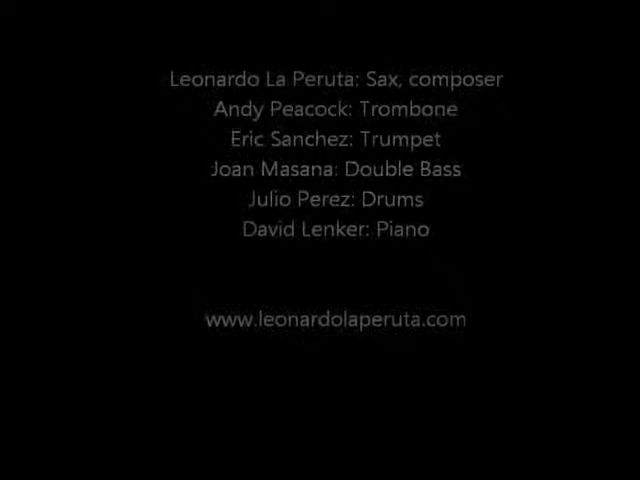 Leonardo La Peruta: Sax, composer
Andy Peacock: Trombone
Eric Sanchez: Trumpet
Joan Masana: Double Bass
Julio Perez: Drums
David Lenker: Piano
www.leonardolaperuta.com